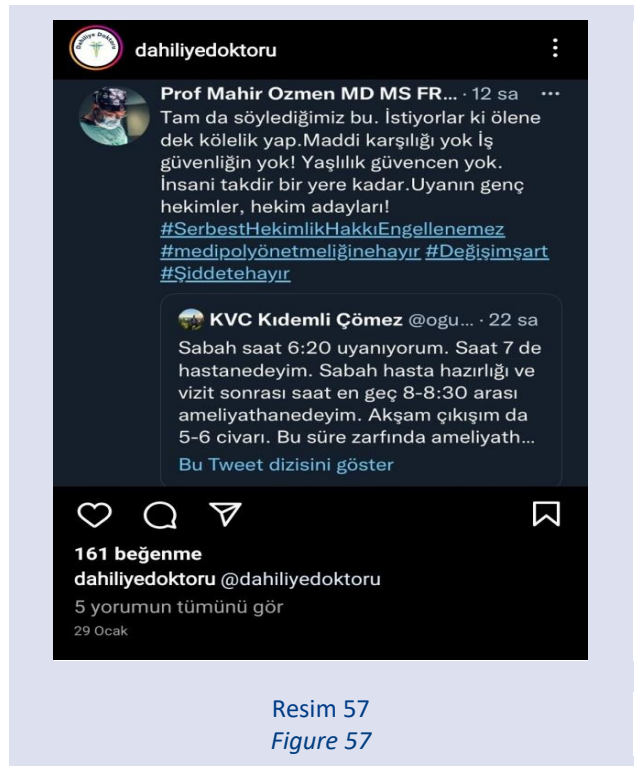 Dahiliye Doktoru
dahiliyedoktoru
Prof Mahir Ozmen MD MS FR... · 12 sa
Tam da söylediğimiz bu. İstiyorlar ki ölene
dek kölelik yap.Maddi karşılığı yok İş
güvenliğin yok! Yaşlılık güvencen yok.
İnsani takdir bir yere kadar.Uyanın genç
hekimler, hekim adayları!
#SerbestHekimlikHakkıEngellenemez
#medipolyönetmeliğinehayır #Değişimşart
#Şiddetehayır
KVC Kıdemli Çömez @ogu... · 22 sa
Sabah saat 6:20 uyanıyorum. Saat 7 de
hastanedeyim. Sabah hasta hazırlığı ve
vizit sonrası saat en geç 8-8:30 arası
ameliyathanedeyim. Akşam çıkışım da
5-6 civarı. Bu süre zarfında ameliyath...
Bu Tweet dizisini göster
161 beğenme
dahiliyedoktoru @dahiliyedoktoru
5 yorumun tümünü gör
29 Ocak
Resim 57
Figure 57